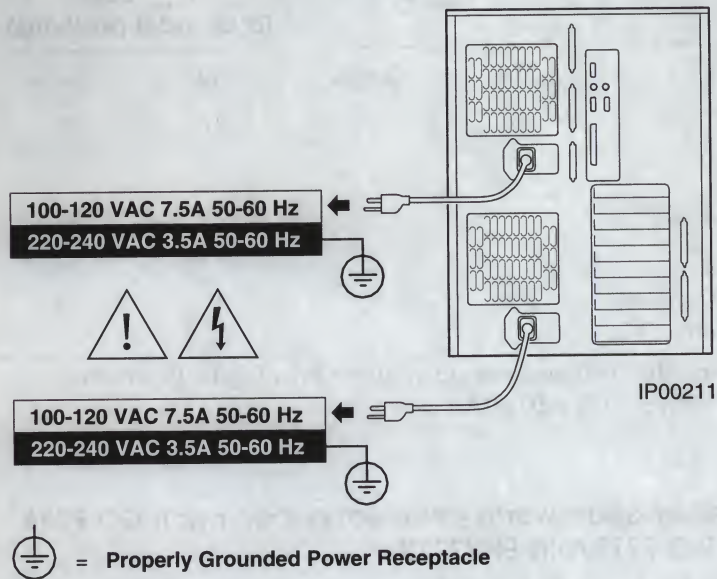 100-120 VAC 7.5A 50-60 Hz
220-240 VAC 3.5A 50-60 Hz
IP00211
100-120 VAC 7.5A 50-60 Hz
220-240 VAC 3.5A 50-60 Hz
= Properly Grounded Power Receptacle